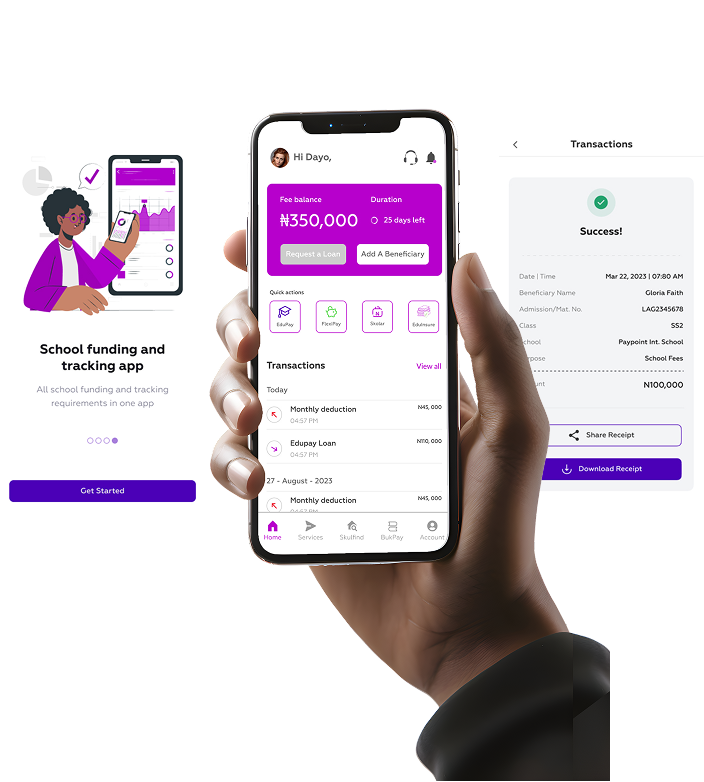 School funding and
tracking app
All school funding and tracking
requirements in one app
Get Started
Hi Dayo,
Fee balance
Duration
₦350,000
25 days left
Request a Loan
Add A Beneficiary
Quick actions
EduPay
FlexiPay
Skolar
EduInsure
Transactions
View all
Today
Monthly deduction
N45, 000
04:57 PM
Edupay Loan
N110, 000
04:57 PM
27 - August - 2023
Monthly deduction
N45, 000
04:57 PM
Home
Services
Skulfind
BukPay
Account
Transactions
Success!
Date | Time
Mar 22, 2023 | 07:80 AM
Beneficiary Name
Gloria Faith
Admission/Mat. No.
LAG2345678
Class
SS2
chool
Paypoint Int. School
rpose
School Fees
ount
N100,000
Share Receipt
Download Receipt